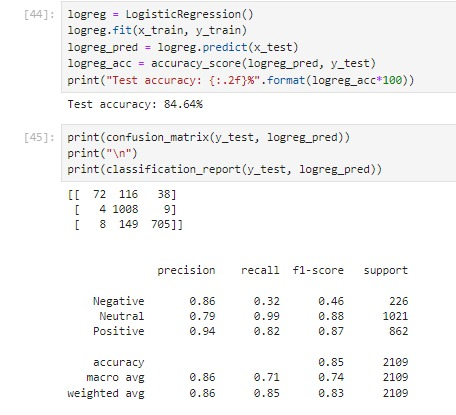 [44]: logreg = LogisticRegression()
logreg.fit(x_train, y_train)
logreg_pred = logreg.predict(x_test)
logreg_acc = accuracy_score(logreg_pred, y_test)
print("Test accuracy: {:.2f}%".format(logreg_acc*100))
Test accuracy: 84.64%
[45]: print(confusion_matrix(y_test, logreg_pred))
print("\n")
print(classification_report(y_test, logreg_pred))
[[ 72 116 38]
[ 4 1008 9]
[ 8 149 705]]
precision recall f1-score support
Negative 0.86 0.32 0.46 226
Neutral 0.79 0.99 0.88 1021
Positive 0.94 0.82 0.87 862
accuracy 0.85 2109
macro avg 0.86 0.71 0.74 2109
weighted avg 0.86 0.85 0.83 2109